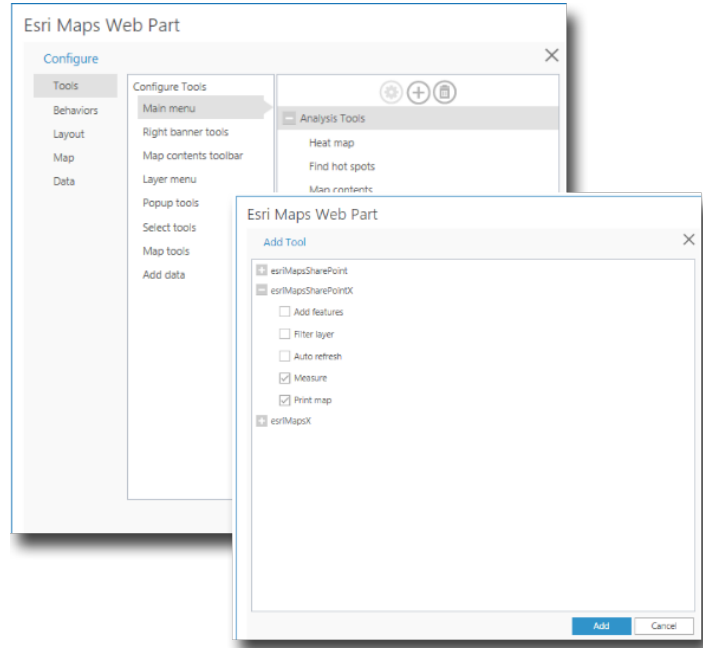 Esri Maps Web Part
Configure
Tools
Behaviors
Layout
Map
Data
Configure Tools
Main menu
Right banner tools
Map contents toolbar
Layer menu
Popup tools
Select tools
Map tools
Add data
Analysis Tools
Heat map
Find hot spots
Map contents
Esri Maps Web Part
Add Tool
esriMapsSharePoint
esriMapsSharePointX
Add features
Filter layer
Auto refresh
Measure
Print map
esriMapsX
Add
Cancel